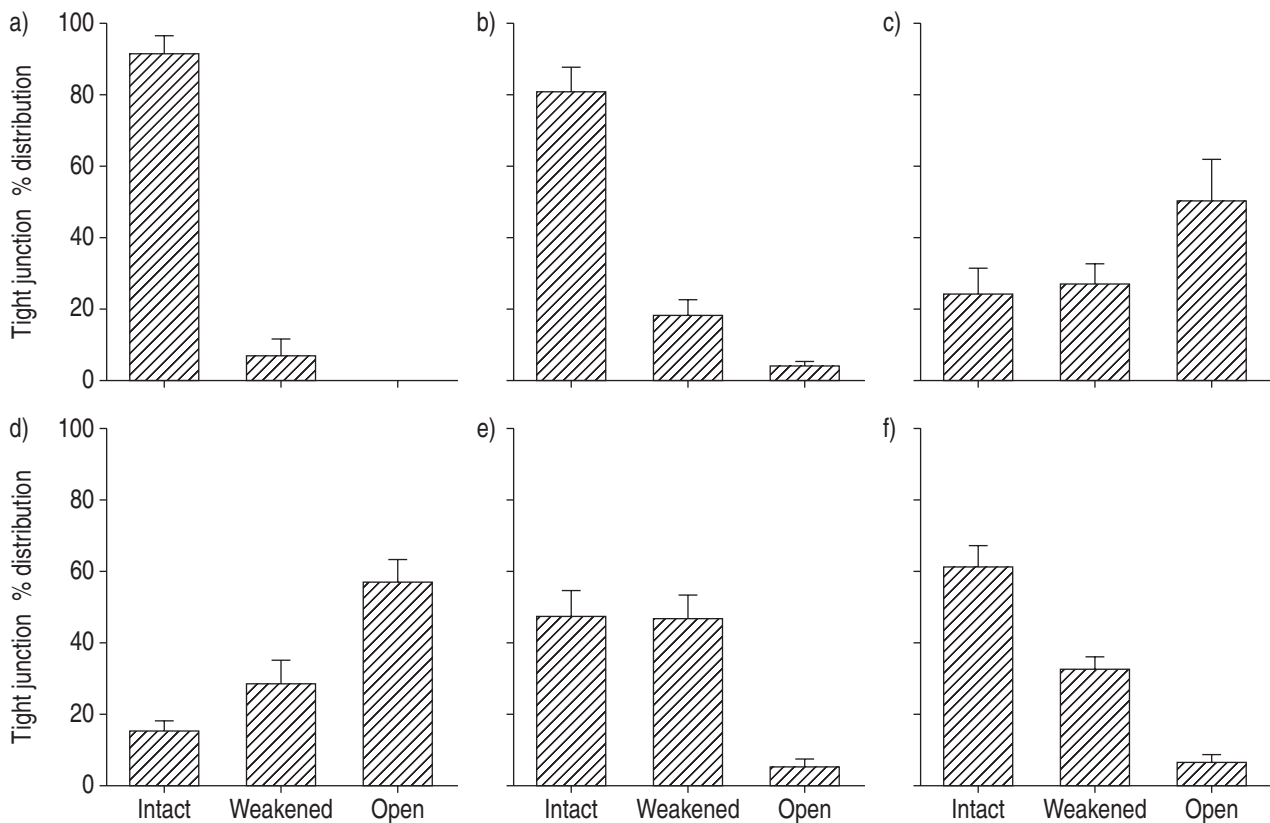 a)
b)
c)
Tight junction % distribution
100
80
60
40
20
0
d)
e)
f)
Tight junction % distribution
100
80
60
40
20
0
Intact Weakened Open
Intact Weakened Open
Intact Weakened Open